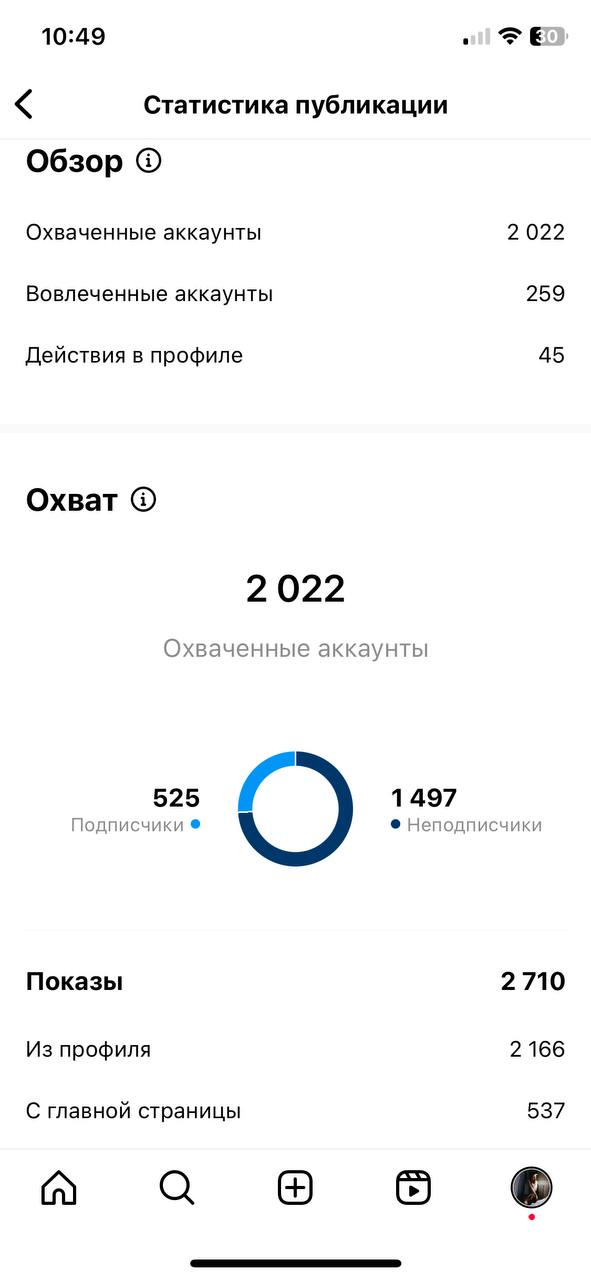 10:49
30
Статистика публикации
Обзор
Охваченные аккаунты 2 022
Вовлеченные аккаунты 259
Действия в профиле 45
Охват
2 022
Охваченные аккаунты
525 1 497
Подписчики Неподписчики
Показы 2 710
Из профиля 2 166
С главной страницы 537